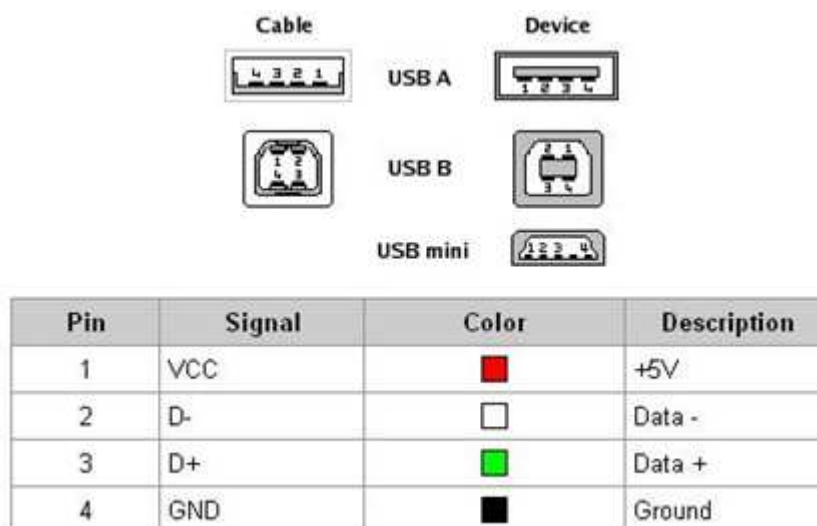 Cable Device
4 3 2 1 USB A 1 2 3 4
1 2 USB B 2 1
4 3 3 4
USB mini 1 2 3 4
Pin Signal Color Description
1 VCC +5V
2 D- Data -
3 D+ Data +
4 GND Ground